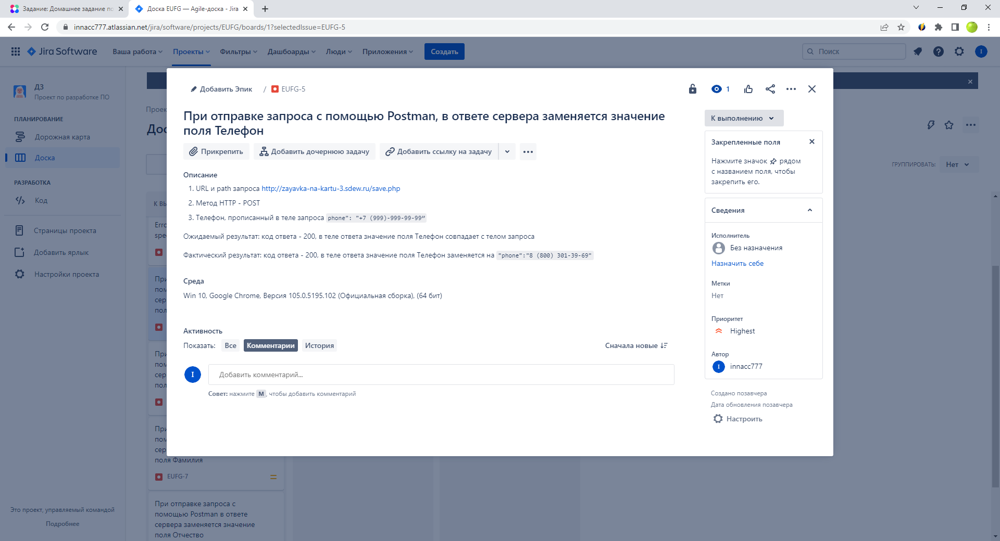 Задание: Домашнее задание по
Доска EUFG — Agile-доска - Jira
innacc777.atlassian.net/jira/software/projects/EUFG/boards/1?selectedIssue=EUFG-5
Jira Software
Ваша работа
Проекты
Фильтры
Дашборды
Люди
Приложения
Создать
Поиск
I
ДЗ
Проект по разработке ПО
ПЛАНИРОВАНИЕ
Дорожная карта
Доска
РАЗРАБОТКА
Код
Страницы проекта
Добавить ярлык
Настройки проекта
Это проект, управляемый командой
Подробнее
Проек
Дос
ГРУППИРОВАТЬ:
Нет
К ВЫ
Erro
spec
При
пом
сер
пол
При
пом
сер
пол
При
пом
сер
поля Фамилия
EUFG-7
При отправке запроса с
помощью Postman в ответе
сервера заменяется значение
поля Отчество
Добавить Эпик
/
EUFG-5
1
При отправке запроса с помощью Postman, в ответе сервера заменяется значение
поля Телефон
Прикрепить
Добавить дочернюю задачу
Добавить ссылку на задачу
Описание
1. URL и path запроса http://zayavka-na-kartu-3.sdew.ru/save.php
2. Метод HTTP - POST
3. Телефон, прописанный в теле запроса phone": "+7 (999)-999-99-99”
Ожидаемый результат: код ответа - 200, в теле ответа значение поля Телефон совпадает с телом запроса
Фактический результат: код ответа - 200, в теле ответа значение поля Телефон заменяется на "phone":"8 (800) 301-39-69"
Среда
Win 10, Google Chrome, Версия 105.0.5195.102 (Официальная сборка), (64 бит)
Активность
Показать:
Все
Комментарии
История
Сначала новые
I
Добавить комментарий...
Совет: нажмите M, чтобы добавить комментарий
К выполнению
Закрепленные поля
Нажмите значок рядом
с названием поля, чтобы
закрепить его.
Сведения
Исполнитель
Без назначения
Назначить себе
Метки
Нет
Приоритет
Highest
Автор
I
innacc777
Создано позавчера
Дата обновления позавчера
Настроить